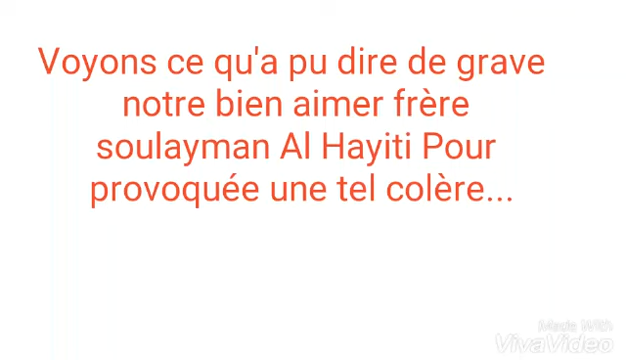 Voyons ce qu'a pu dire de grave
notre bien aimer frère
soulayman Al Hayiti Pour
provoquée une tel colère...
Made With
VivaVideo